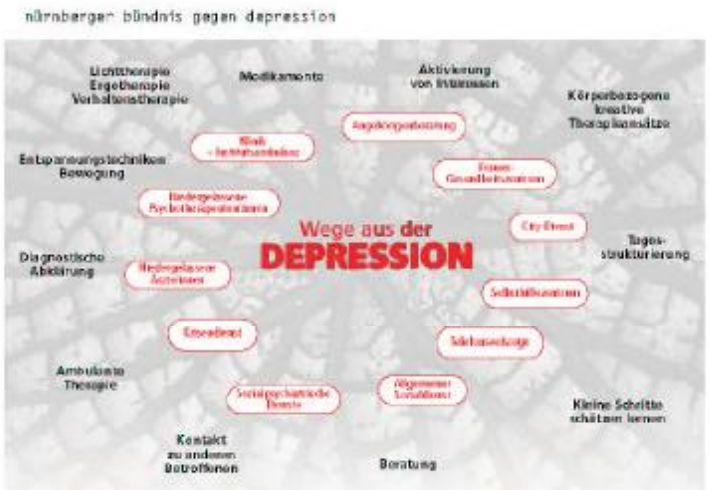 nürnberger bündnis gegen depression
Lichttherapie
Ergotherapie
Verhaltenstherapie
Medikamente
Aktivierung
von Interessen
Körperbezogene
kreative
Therapieansätze
Angehörigenberatung
Klinik
+ Institutsambulanz
Entspannungstechniken
Bewegung
Frauen-
Gesundheitszentrum
Niedergelassene
PsychotherapeutInnen
City-Dienst
Wege aus der
DEPRESSION
Tages-
strukturierung
Diagnostische
Abklärung
Niedergelassene
ÄrztInnen
Selbsthilfezentrum
Krisendienst
Telefonseelsorge
Ambulante
Therapie
Sozialpsychiatrische
Dienste
Allgemeiner
Sozialdienst
Kleine Schritte
schätzen lernen
Kontakt
zu anderen
Betroffenen
Beratung